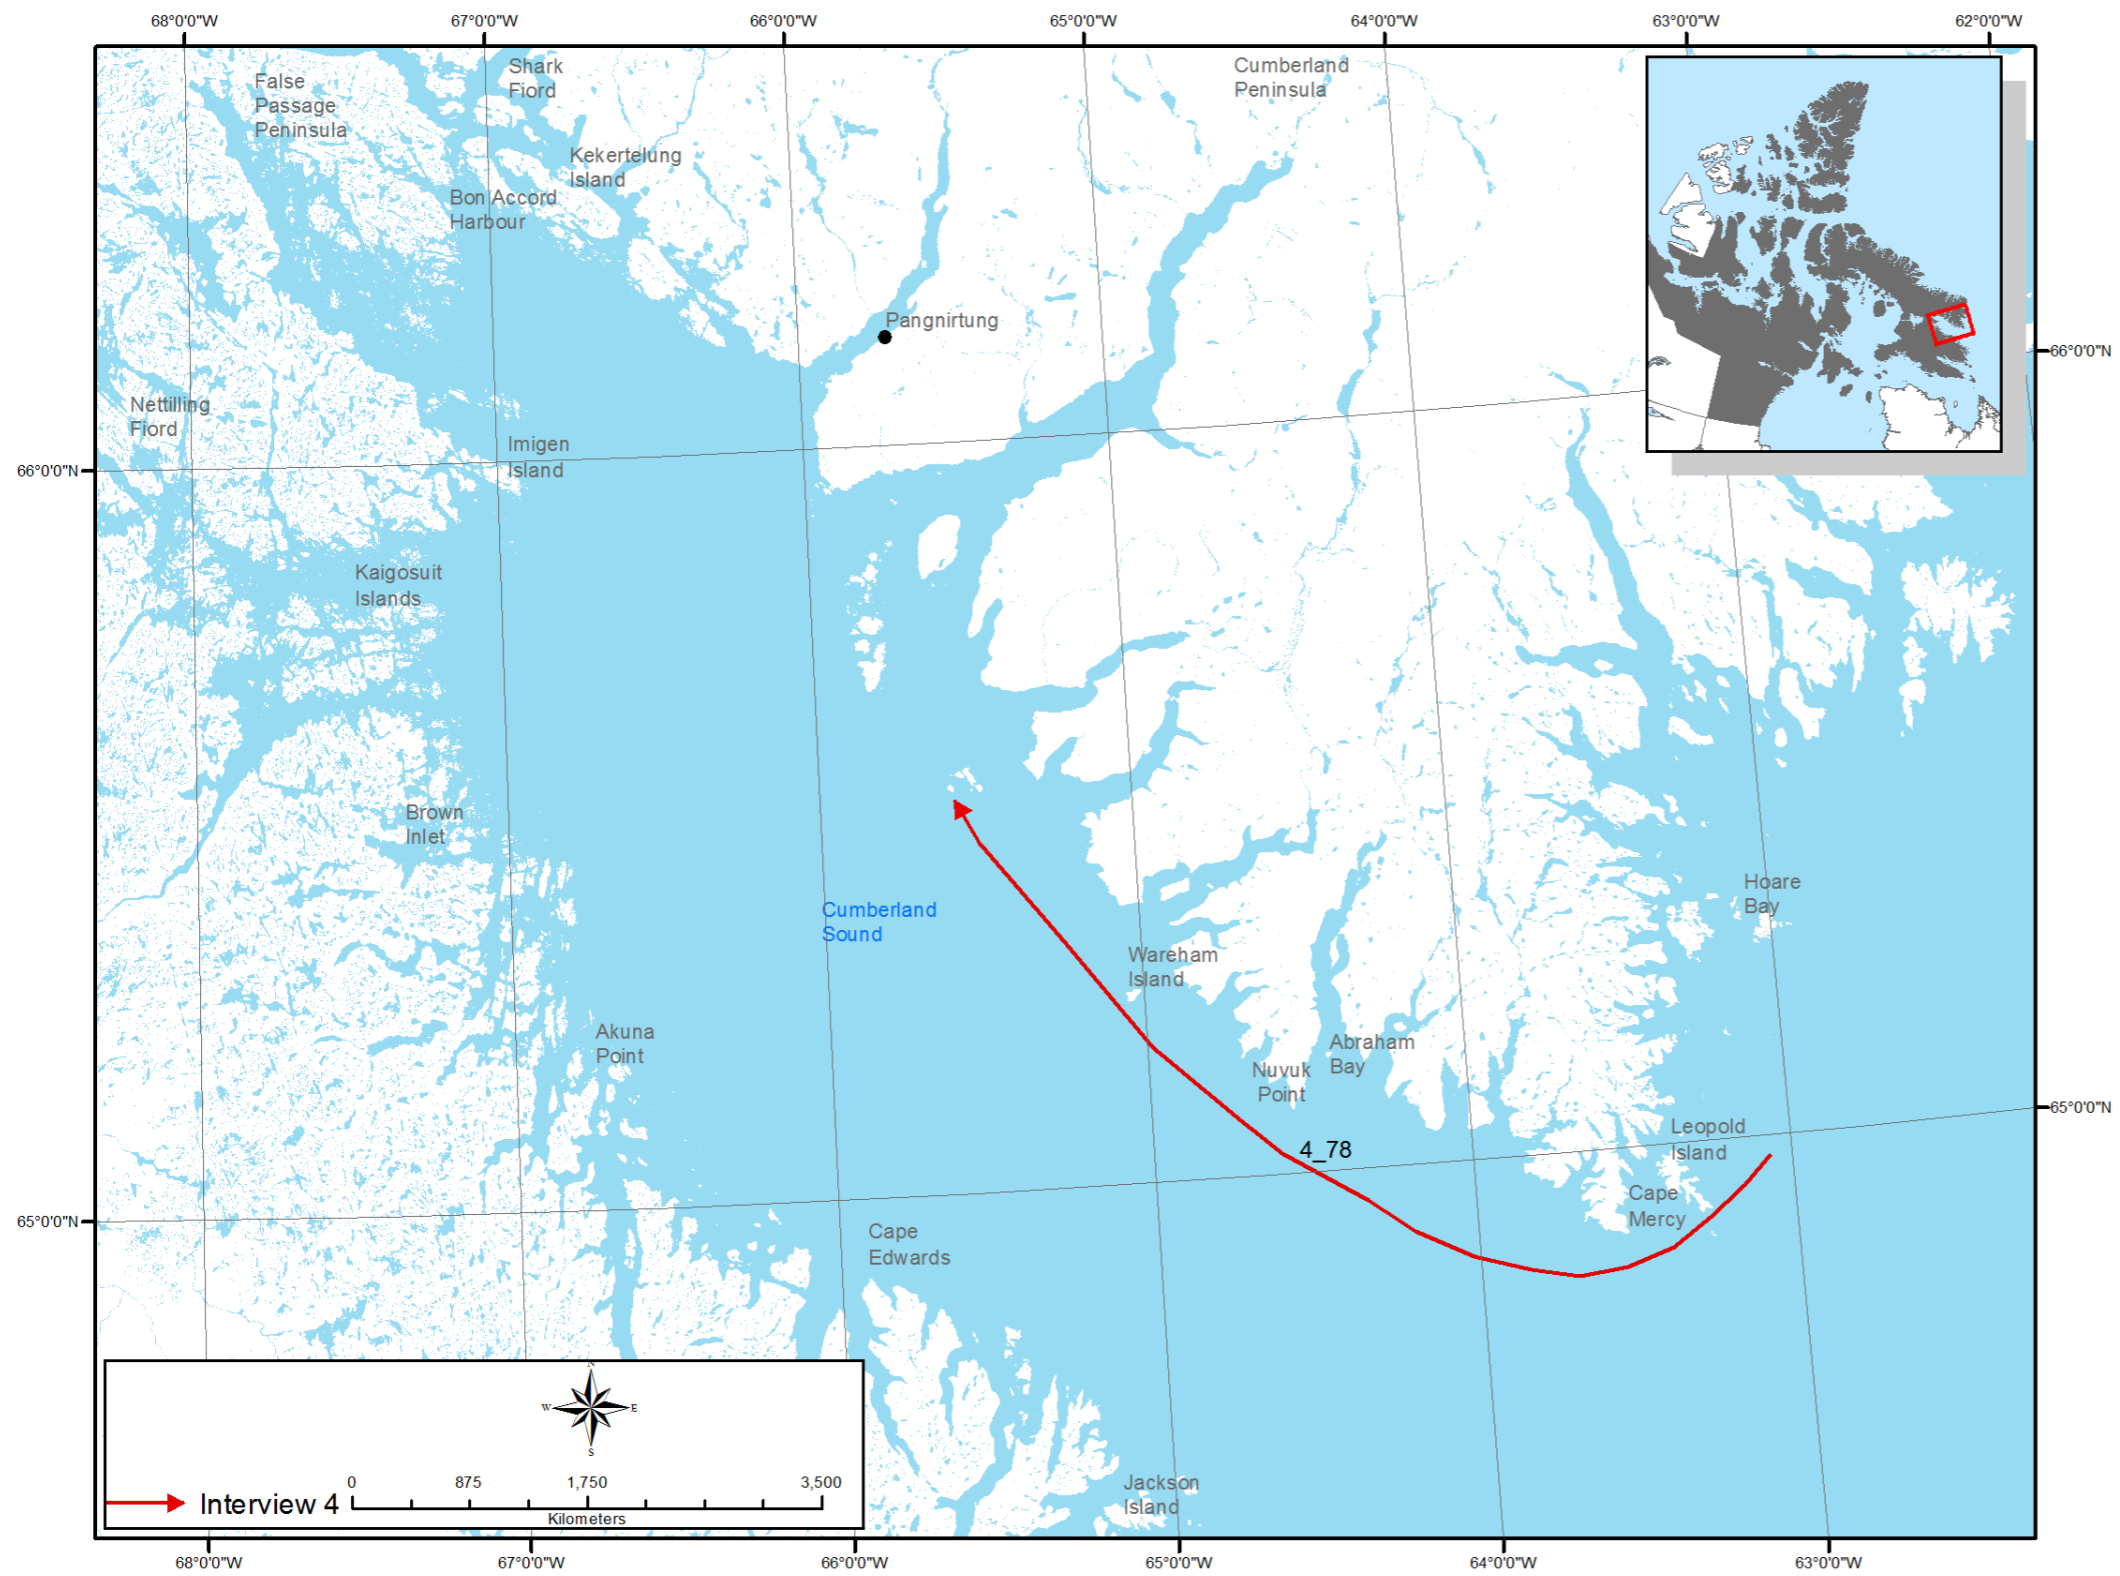 68°0'0"W
67°0'0"W
66°0'0"W
65°0'0"W
64°0'0"W
63°0'0"W
62°0'0"W
False
Passage
Peninsula
Shark
Fiord
Cumberland
Peninsula
Kekertelung
Island
Bon Accord
Harbour
Pangnirtung
66°0'0"N
Nettilling
Fiord
Imigen
Island
66°0'0"N
Kaigosuit
Islands
Brown
Inlet
Hoare
Bay
Cumberland
Sound
Wareham
Island
Akuna
Point
Abraham
Bay
Nuvuk
Point
65°0'0"N
Leopold
Island
4_78
Cape
Mercy
65°0'0"N
Cape
Edwards
N
W
E
S
0
875
1,750
3,500
Interview 4
Kilometers
Jackson
Island
68°0'0"W
67°0'0"W
66°0'0"W
65°0'0"W
64°0'0"W
63°0'0"W